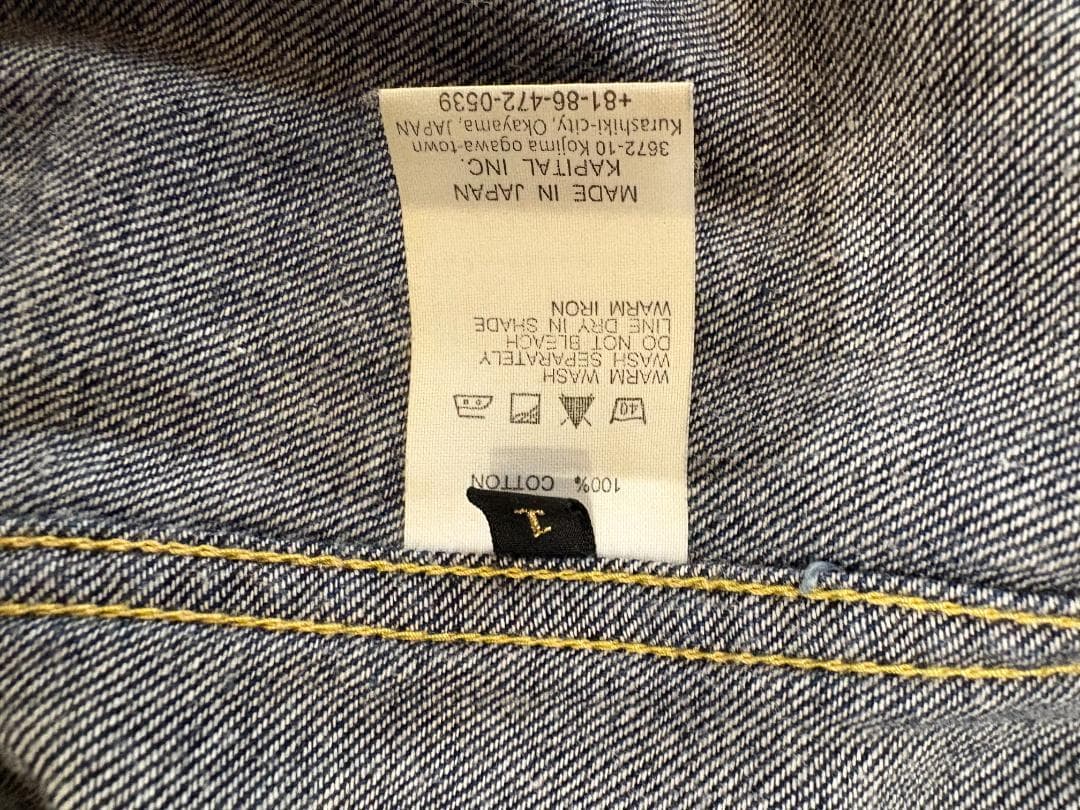 1
100% COTTON
40
WARM WASH
WASH SEPARATELY
DO NOT BLEACH
LINE DRY IN SHADE
WARM IRON
MADE IN JAPAN
KAPITAL INC.
3672-10 Kojima ogawa-town
Kurashiki-city, Okayama, JAPAN
+81-86-472-0539